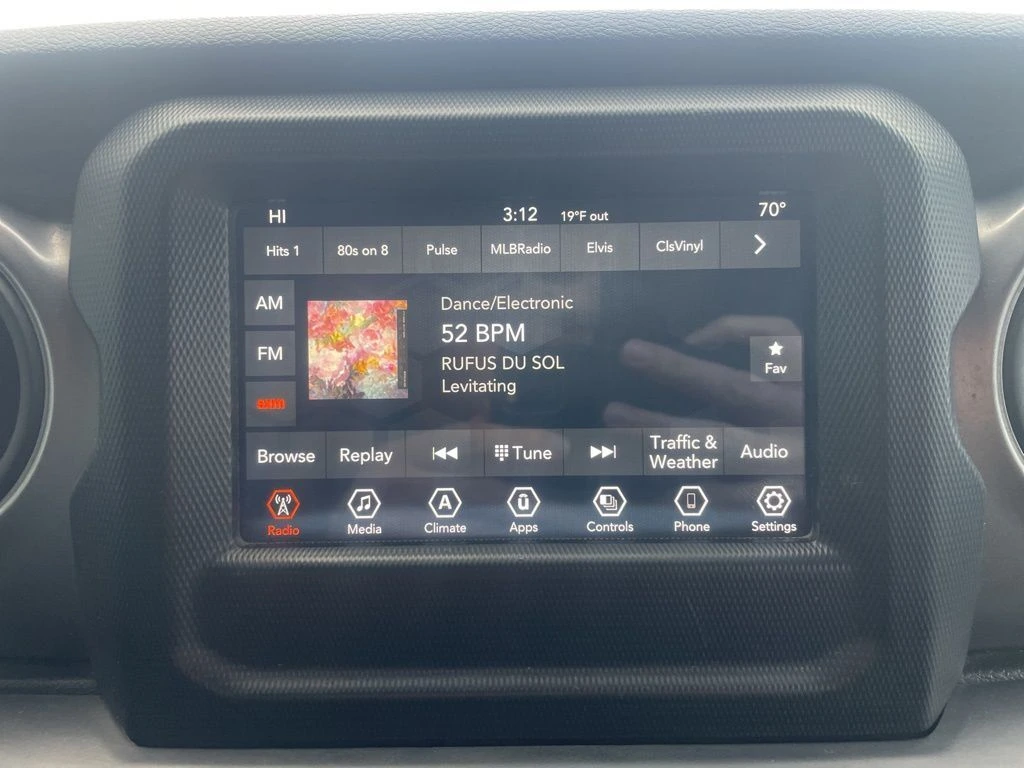 HI 3:12 19°F out 70°
Hits 1 80s on 8 Pulse MLBRadio Elvis ClsVinyl
AM
FM
sxm
Dance/Electronic
52 BPM
RUFUS DU SOL
Levitating
Fav
Browse Replay Tune Traffic & Weather Audio
Radio Media Climate Apps Controls Phone Settings